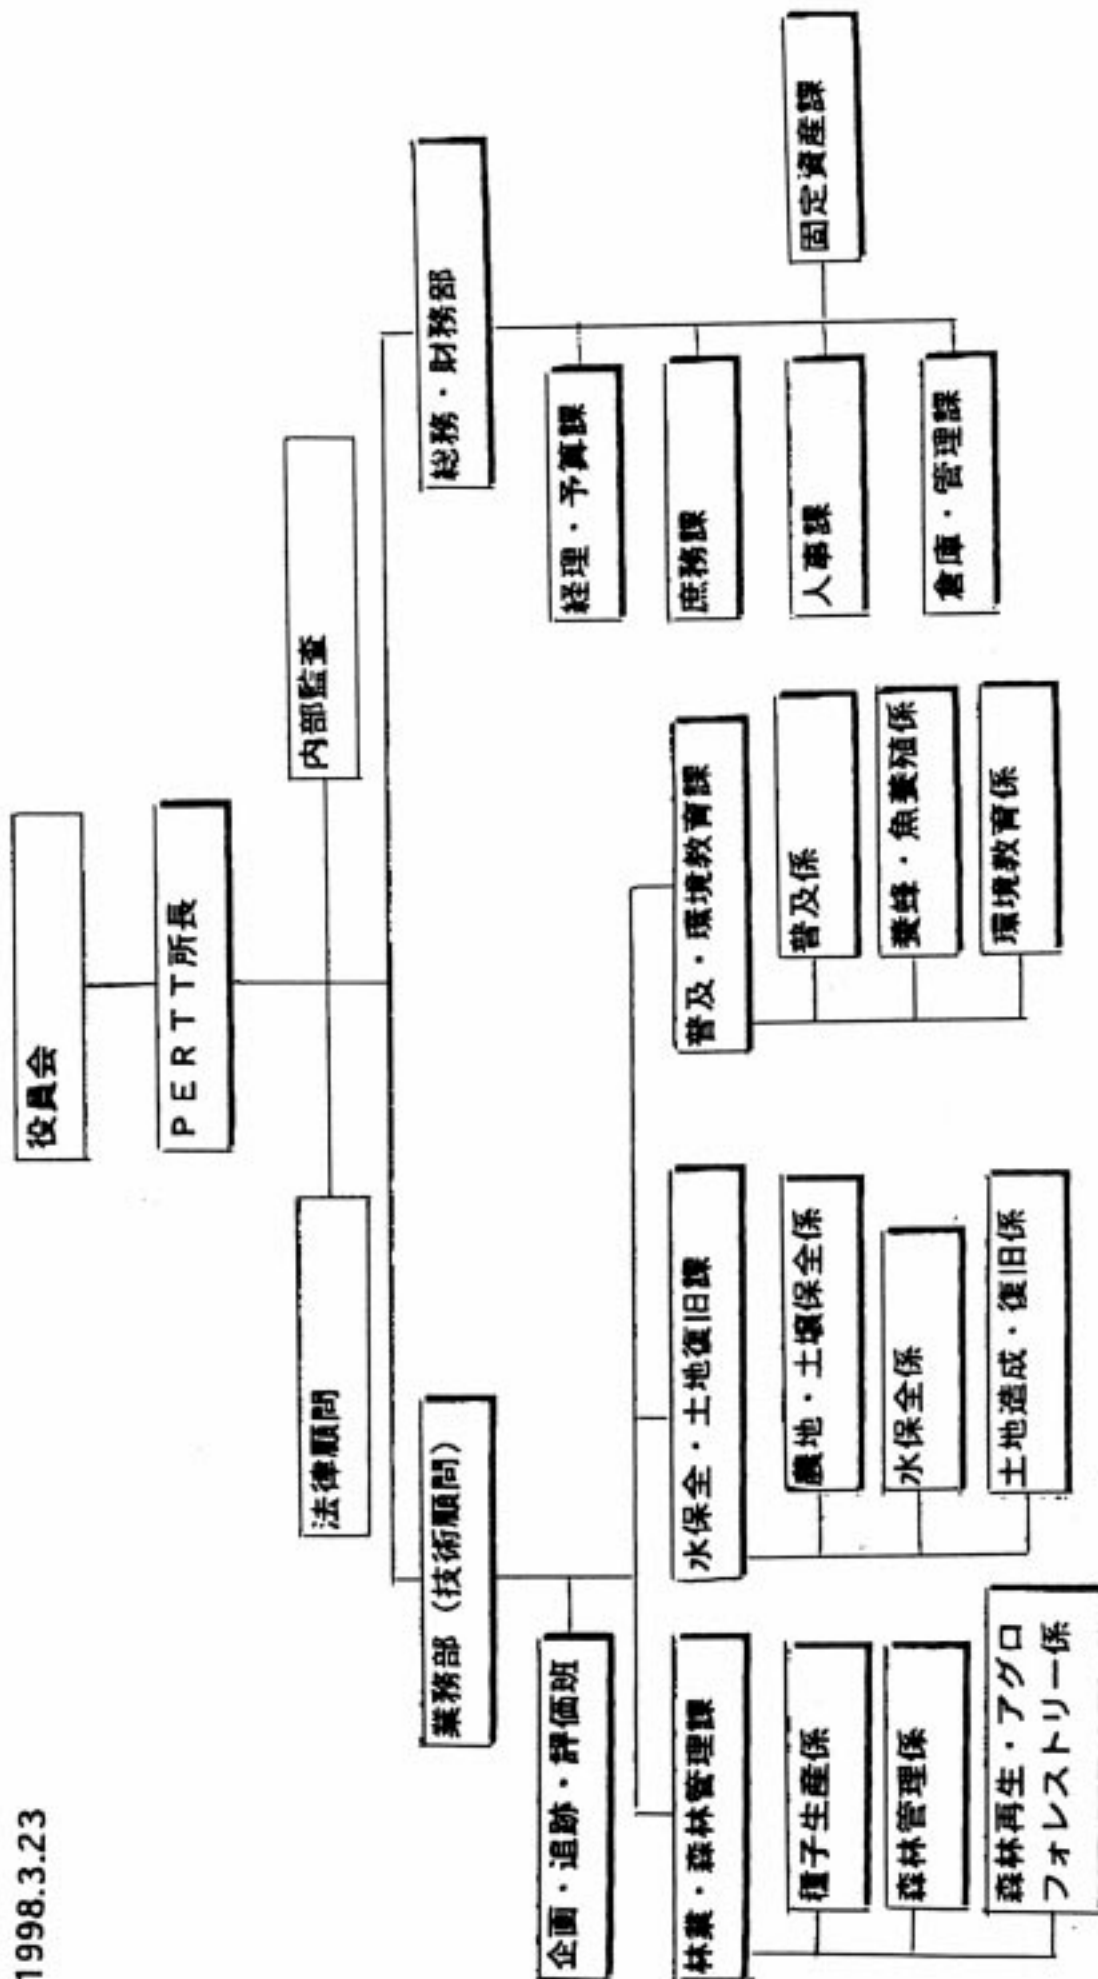 1998.3.23
役員会
ＰＥＲＴＴ所長
法律顧問
内部監査
業務部（技術顧問）
総務・財務部
企画・追跡・評価班
林業・森林管理課
種子生産係
森林管理係
森林再生・アグロ
フォレストリー係
水保全・土地復旧課
農地・土壌保全係
水保全係
土地造成・復旧係
普及・環境教育課
普及係
養蜂・魚養殖係
環境教育係
経理・予算課
庶務課
人事課
固定資産課
倉庫・管理課